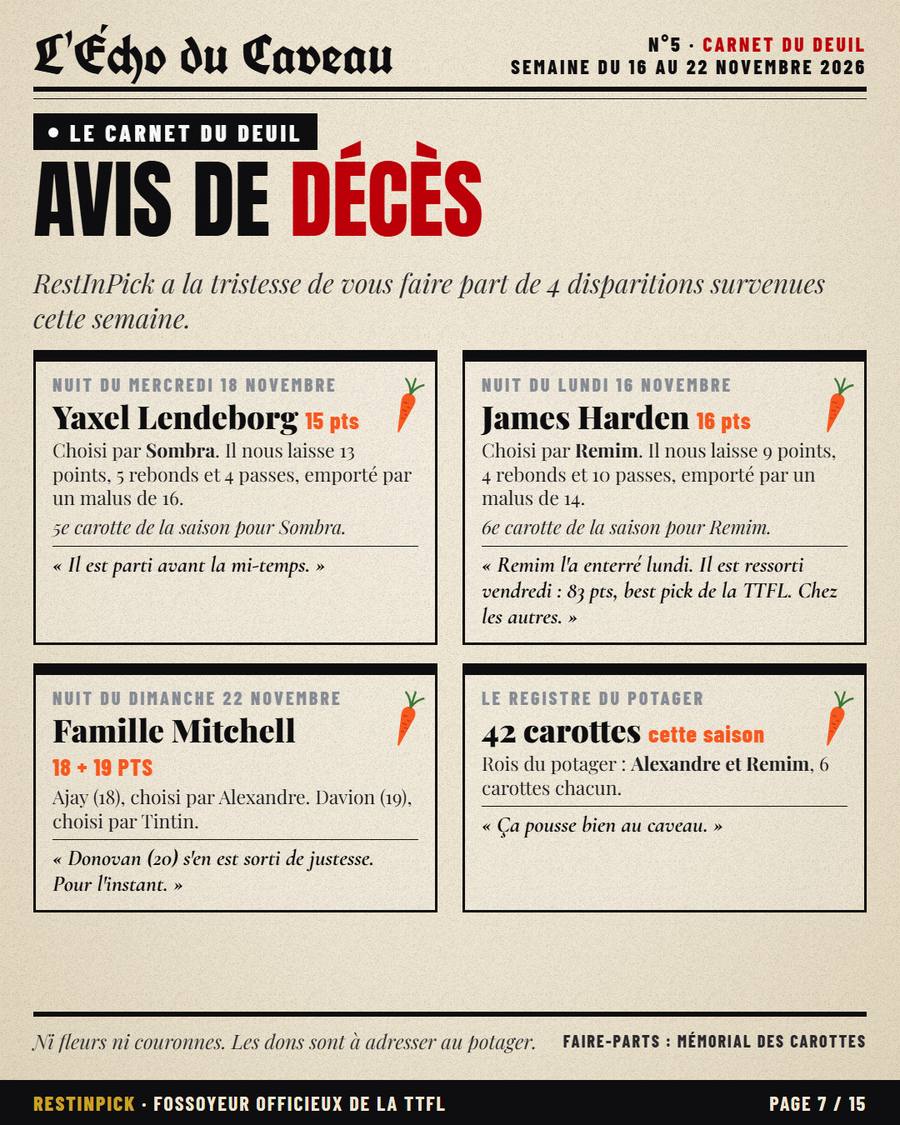 L'Écho du Caveau
N°5 · CARNET DU DEUIL
SEMAINE DU 16 AU 22 NOVEMBRE 2026
• LE CARNET DU DEUIL
AVIS DE DÉCÈS
RestInPick a la tristesse de vous faire part de 4 disparitions survenues
cette semaine.
NUIT DU MERCREDI 18 NOVEMBRE
Yaxel Lendeborg 15 pts
Choisi par Sombra. Il nous laisse 13
points, 5 rebonds et 4 passes, emporté par
un malus de 16.
5e carotte de la saison pour Sombra.
« Il est parti avant la mi-temps. »
NUIT DU LUNDI 16 NOVEMBRE
James Harden 16 pts
Choisi par Remim. Il nous laisse 9 points,
4 rebonds et 10 passes, emporté par un
malus de 14.
6e carotte de la saison pour Remim.
« Remim l'a enterré lundi. Il est ressorti
vendredi : 83 pts, best pick de la TTFL. Chez
les autres. »
NUIT DU DIMANCHE 22 NOVEMBRE
Famille Mitchell
18 + 19 PTS
Ajay (18), choisi par Alexandre. Davion (19),
choisi par Tintin.
« Donovan (20) s'en est sorti de justesse.
Pour l'instant. »
LE REGISTRE DU POTAGER
42 carottes cette saison
Rois du potager : Alexandre et Remim, 6
carottes chacun.
« Ça pousse bien au caveau. »
Ni fleurs ni couronnes. Les dons sont à adresser au potager.
FAIRE-PARTS : MÉMORIAL DES CAROTTES
RESTINPICK · FOSSOYEUR OFFICIEUX DE LA TTFL
PAGE 7 / 15